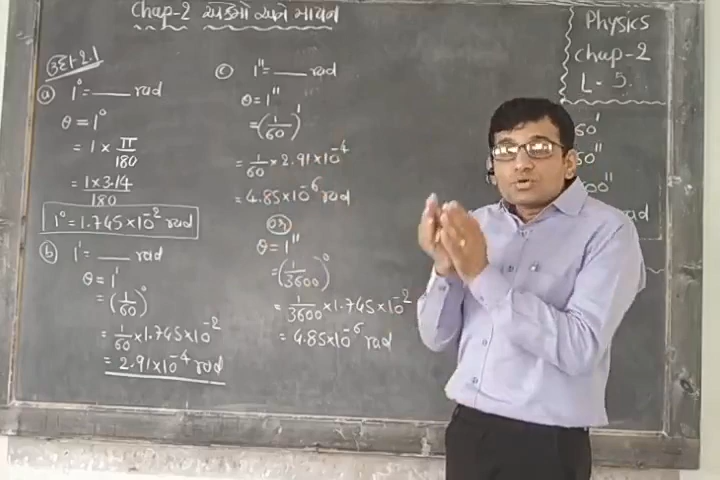 Chap-2 એકમો અને માપન
Physics
chap-2
L - 5
ઉદા-2.1
(a) 1° = ___ rad
θ = 1°
= 1 × π/180
= 1×3.14/180
1° = 1.745×10⁻² rad
(b) 1' = ___ rad
θ = 1'
= (1/60)°
= 1/60 × 1.745×10⁻²
= 2.91×10⁻⁴ rad
(c) 1" = ___ rad
θ = 1"
= (1/60)'
= 1/60 × 2.91×10⁻⁴
= 4.85×10⁻⁶ rad
OR
θ = 1"
= (1/3600)°
= 1/3600 × 1.745×10⁻²
= 4.85×10⁻⁶ rad
60'